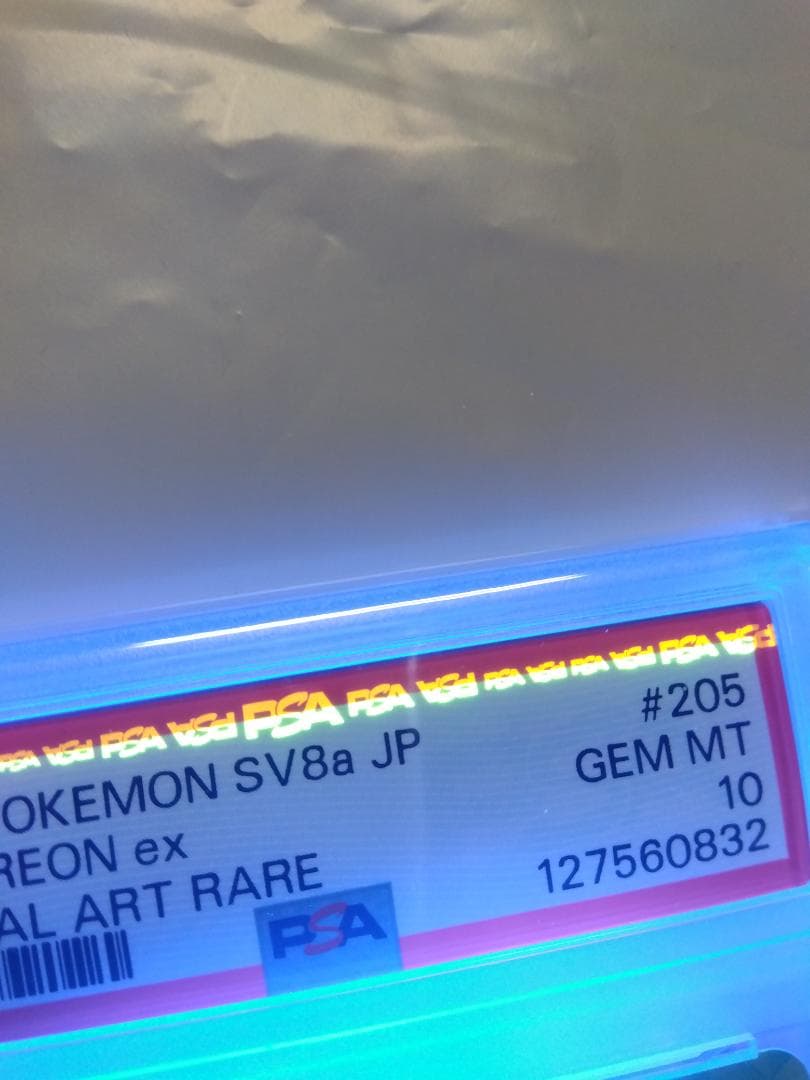 PSA PSA PSA PSA PSA PSA PSA PSA PSA PSA PSA PSA PSA
#205
OKEMON SV8a JP
GEM MT
REON ex
10
AL ART RARE
127560832
PSA